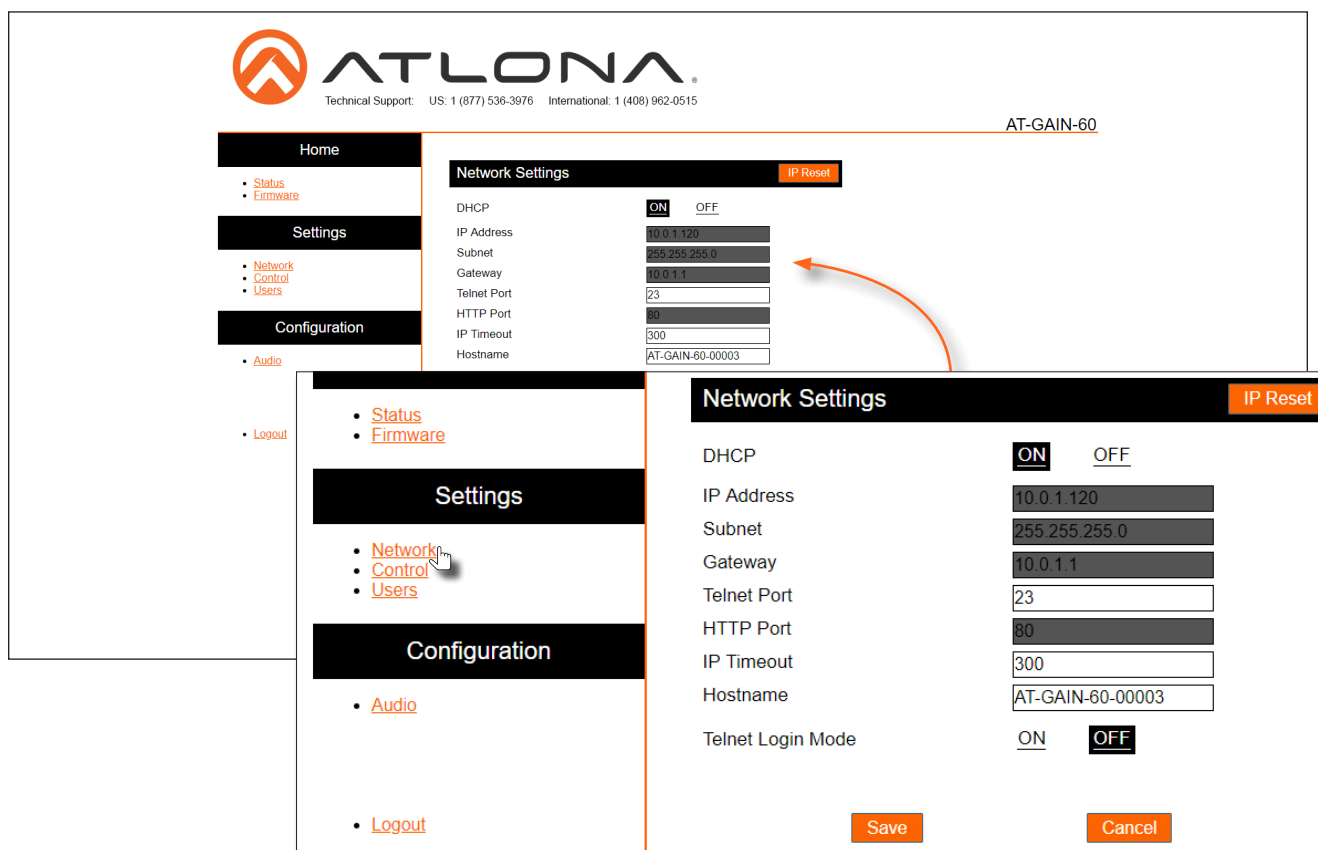 ATLONA®
Technical Support: US: 1 (877) 536-3976 International: 1 (408) 962-0515
AT-GAIN-60
Home
Status
Firmware
Settings
Network
Control
Users
Configuration
Audio
Logout
Network Settings IP Reset
DHCP ON OFF
IP Address 10.0.1.120
Subnet 255.255.255.0
Gateway 10.0.1.1
Telnet Port 23
HTTP Port 80
IP Timeout 300
Hostname AT-GAIN-60-00003
Status
Firmware
Settings
Network
Control
Users
Configuration
Audio
Logout
Network Settings IP Reset
DHCP ON OFF
IP Address 10.0.1.120
Subnet 255.255.255.0
Gateway 10.0.1.1
Telnet Port 23
HTTP Port 80
IP Timeout 300
Hostname AT-GAIN-60-00003
Telnet Login Mode ON OFF
Save Cancel